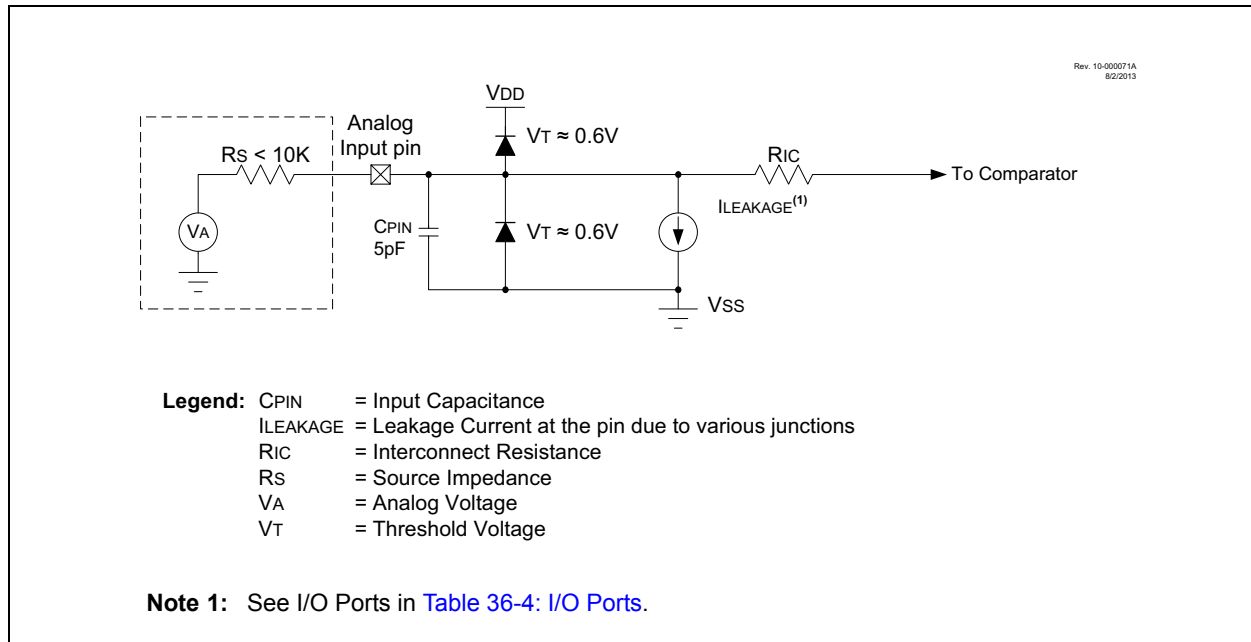 Rev. 10-000071A
8/2/2013
VDD
Analog
Input pin
VT ≈ 0.6V
RS < 10K
RIC
To Comparator
ILEAKAGE(1)
VA
CPIN
5pF
VT ≈ 0.6V
VSS
Legend: CPIN = Input Capacitance
ILEAKAGE = Leakage Current at the pin due to various junctions
RIC = Interconnect Resistance
RS = Source Impedance
VA = Analog Voltage
VT = Threshold Voltage
Note 1: See I/O Ports in Table 36-4: I/O Ports.